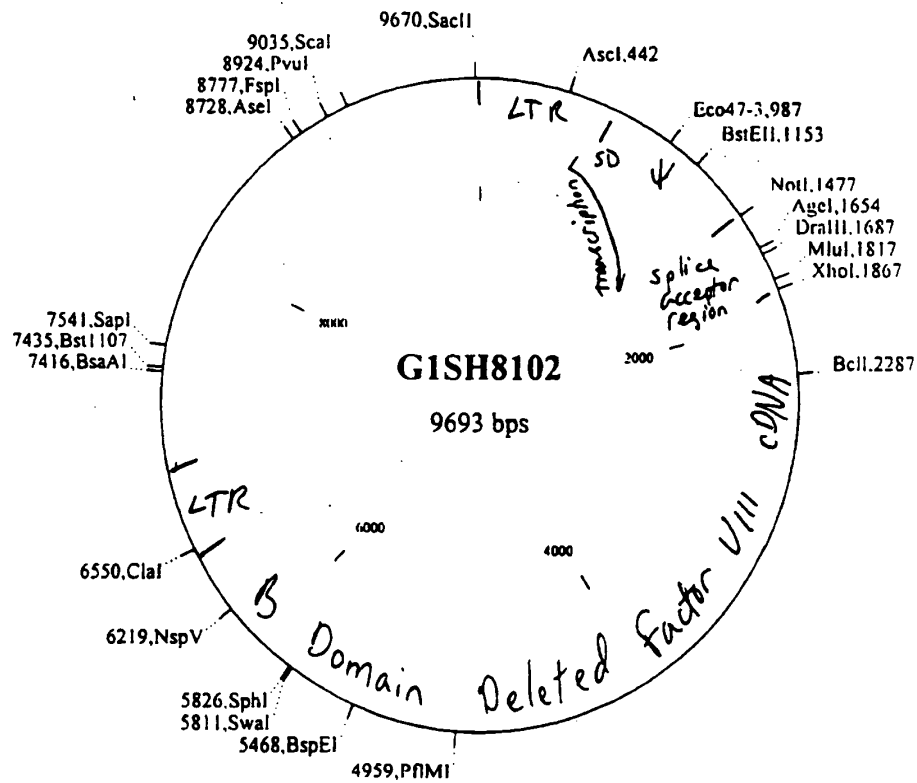 9670,SacII
9035,ScaI
8924,PvuI
8777,FspI
8728,AseI
AscI,442
LTR
SD
transcription
Ψ
Eco47-3,987
BstEII,1153
NotI,1477
AgeI,1654
DraIII,1687
MluI,1817
XhoI,1867
splice
acceptor
region
8000
2000
7541,SapI
7435,Bst1107
7416,BsaAI
G1SH8102
9693 bps
BclI,2287
LTR
6000
4000
6550,ClaI
6219,NspV
B Domain Deleted Factor VIII cDNA
5826,SphI
5811,SwaI
5468,BspEI
4959,PflMI